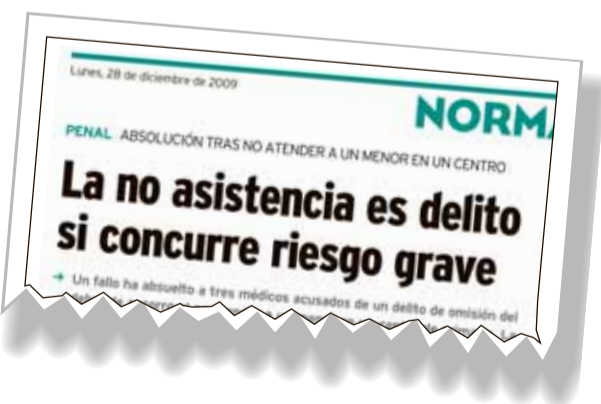 Lunes, 28 de diciembre de 2009
NORMA
PENAL ABSOLUCIÓN TRAS NO ATENDER A UN MENOR EN UN CENTRO
La no asistencia es delito
si concurre riesgo grave
→ Un fallo ha absuelto a tres médicos acusados de un delito de omisión del